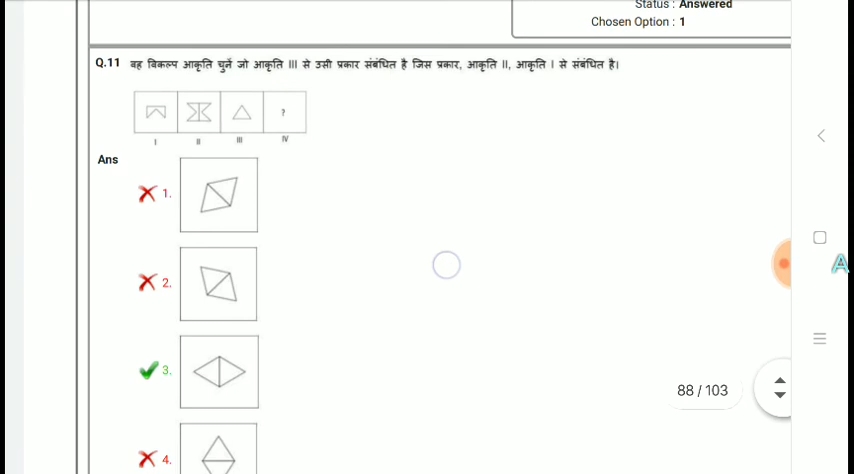 Status : Answered
Chosen Option : 1
Q.11 वह विकल्प आकृति चुनें जो आकृति III से उसी प्रकार संबंधित है जिस प्रकार, आकृति II, आकृति I से संबंधित है।
?
I II III IV
Ans
1.
2.
3.
4.
88 / 103
A